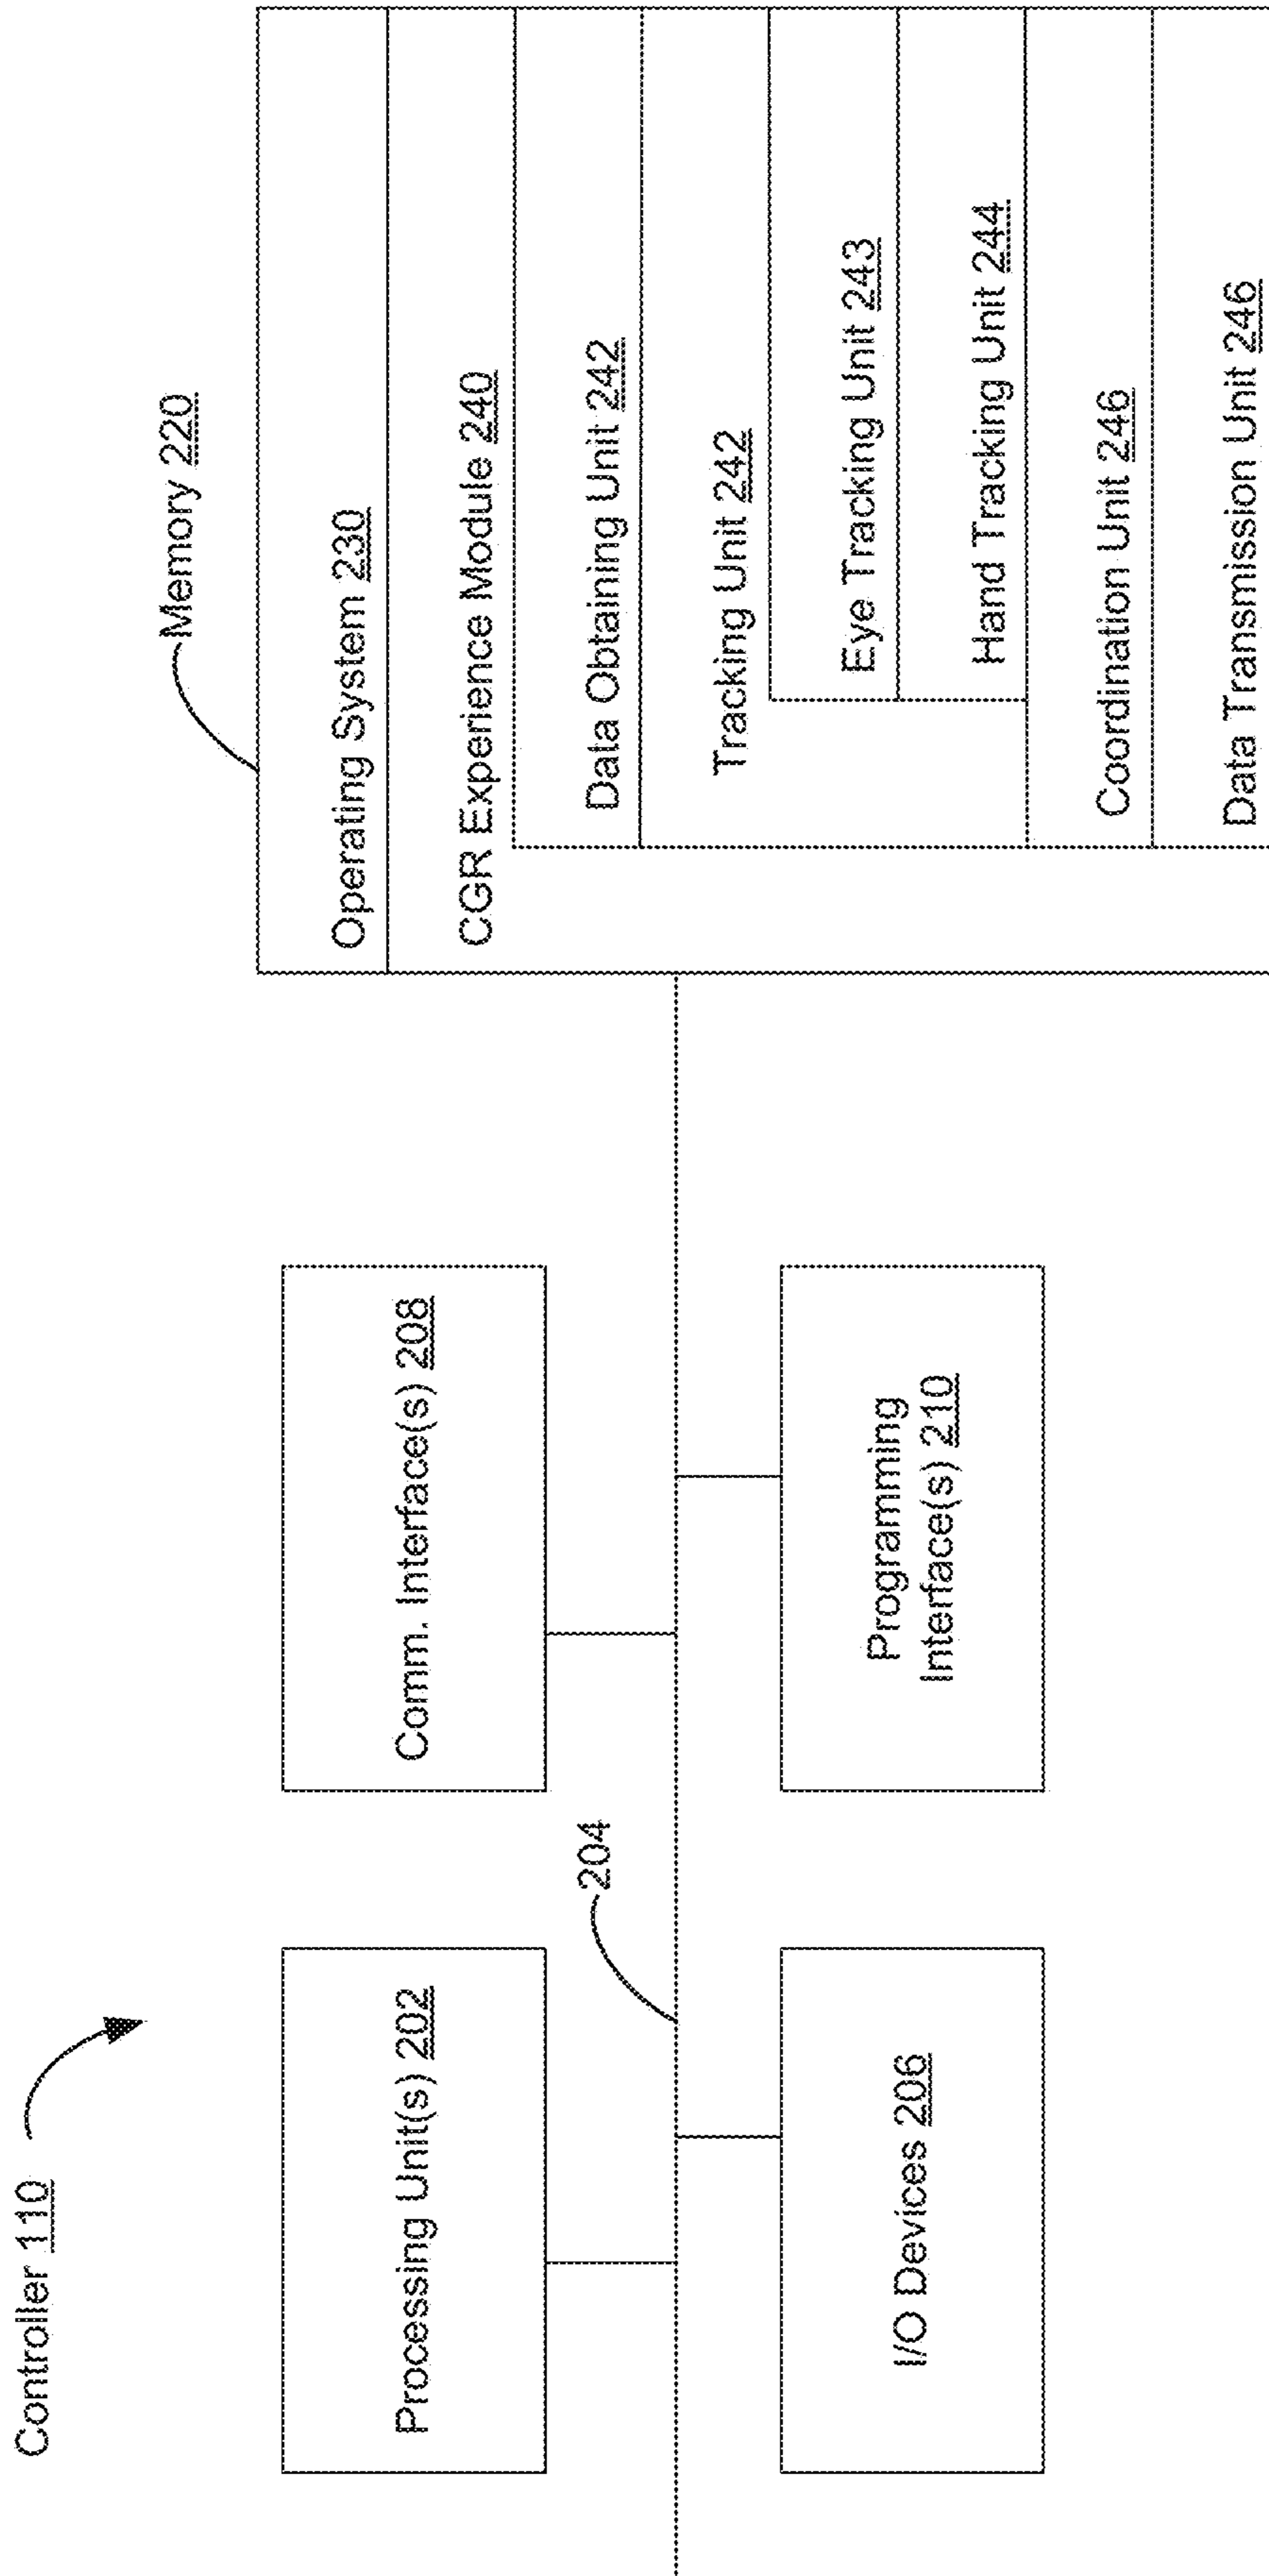 Controller 110
Memory 220
Processing Unit(s) 202
Comm. Interface(s) 208
204
I/O Devices 206
Programming
Interface(s) 210
Operating System 230
CGR Experience Module 240
Data Obtaining Unit 242
Tracking Unit 242
Eye Tracking Unit 243
Hand Tracking Unit 244
Coordination Unit 246
Data Transmission Unit 246